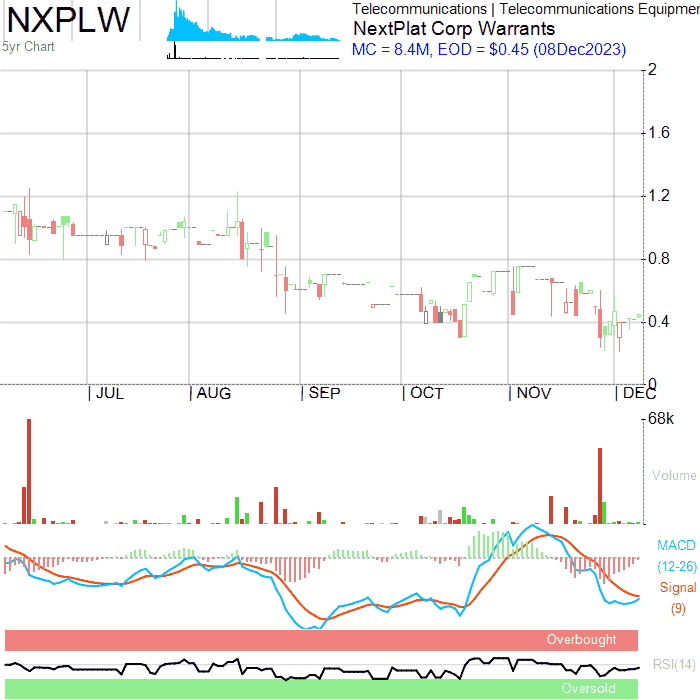 NXPLW
5yr Chart
Telecommunications | Telecommunications Equipmen
NextPlat Corp Warrants
MC = 8.4M, EOD = $0.45 (08Dec2023)
2
1.6
1.2
0.8
0.4
0
JUL AUG SEP OCT NOV DEC
68k
Volume
MACD
(12-26)
Signal
(9)
Overbought
RSI(14)
Oversold